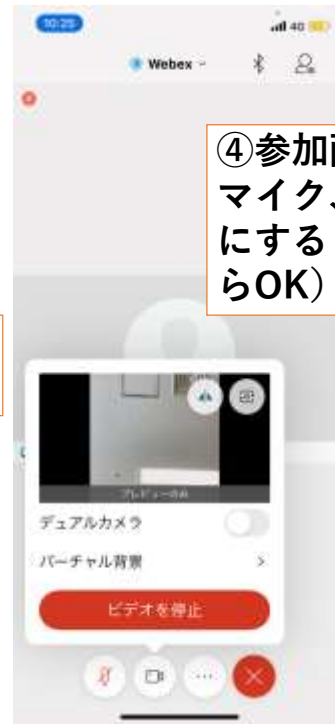 10:25
4G
Webex
④参加
マイク、
にする
らOK）
プレビューのみ
デュアルカメラ
バーチャル背景
ビデオを停止